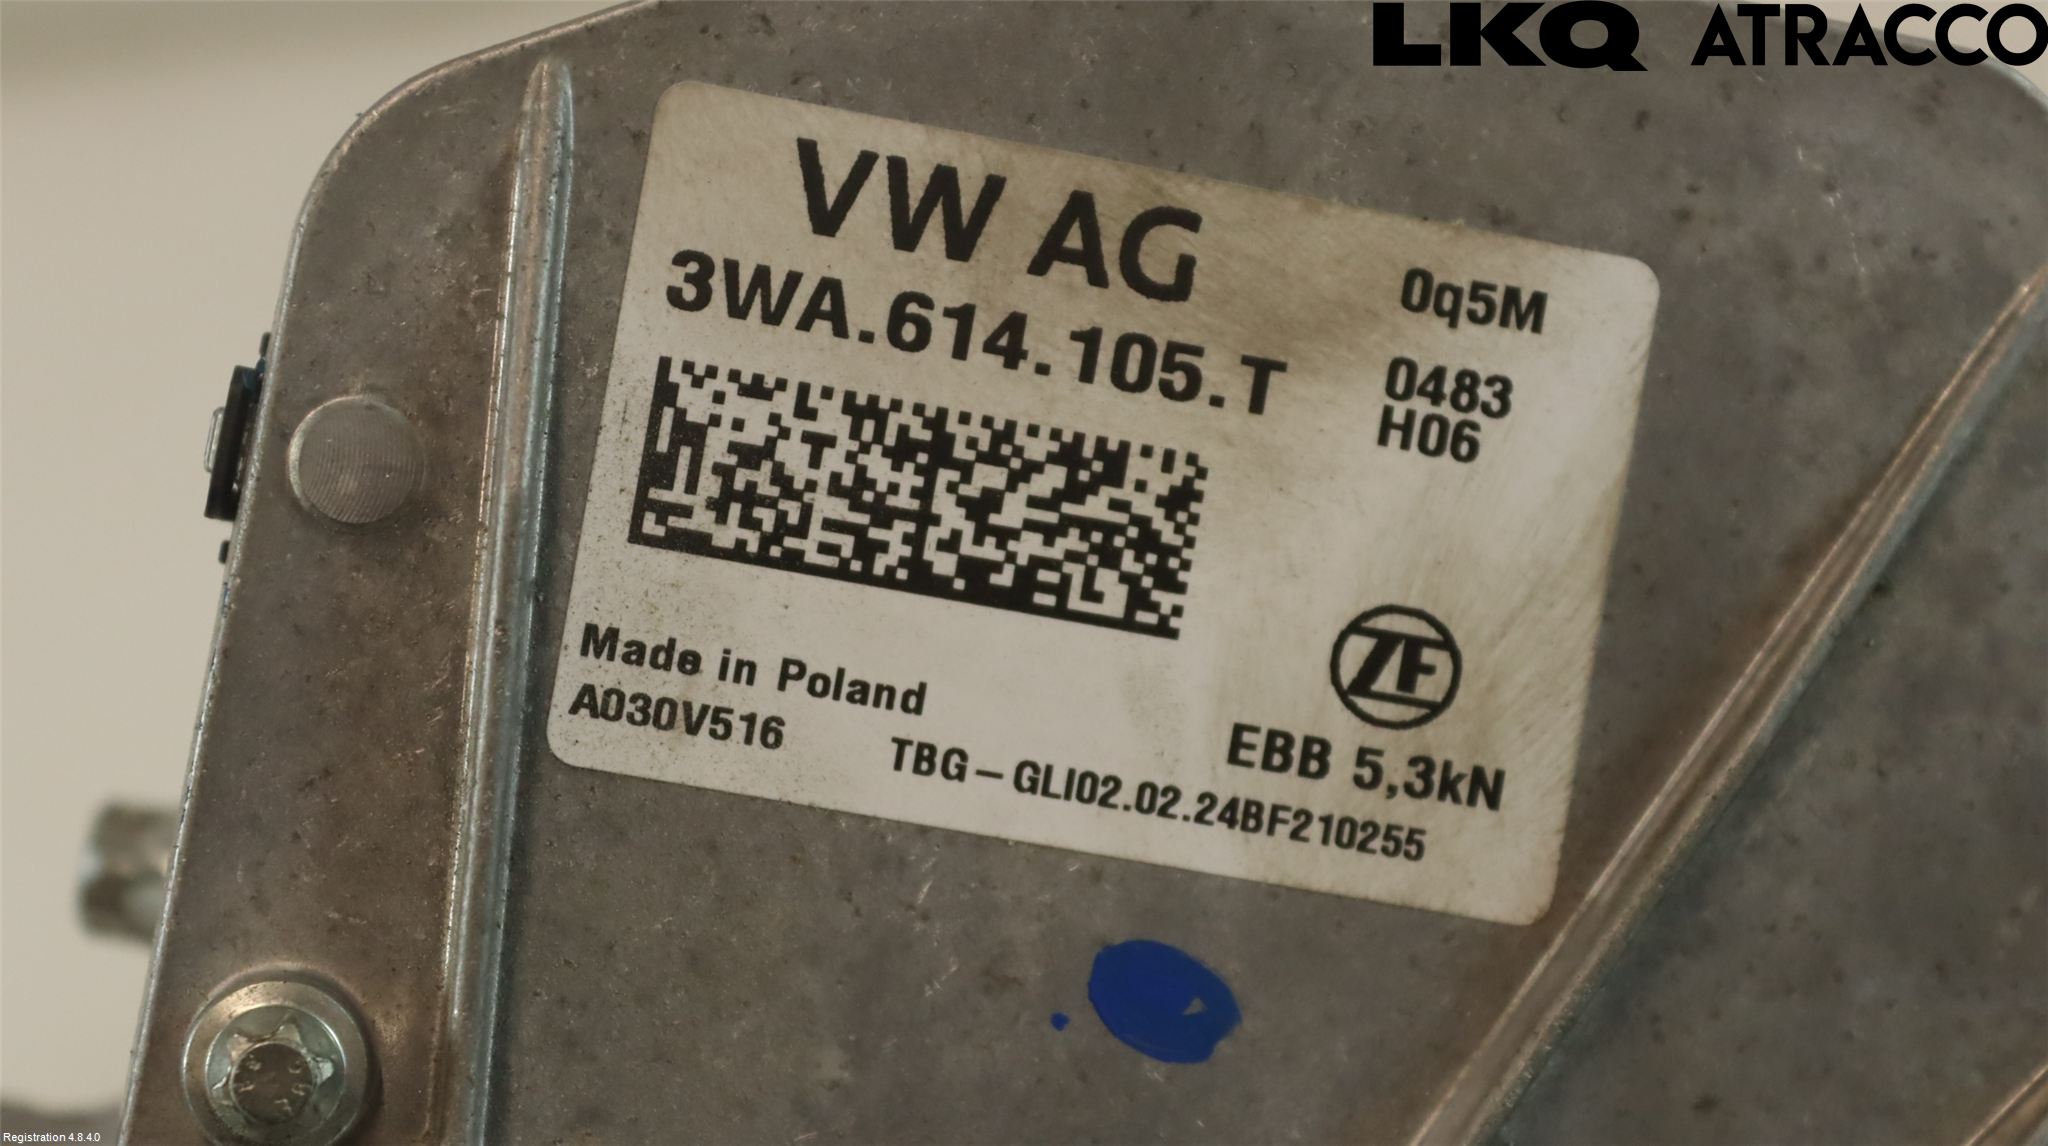 LKQ ATRACCO
VW AG
3WA.614.105.T
0q5M
0483
H06
ZF
Made in Poland
A030V516
EBB 5,3kN
TBG-GLI02.02.24BF210255
Registration 4.8.4.0